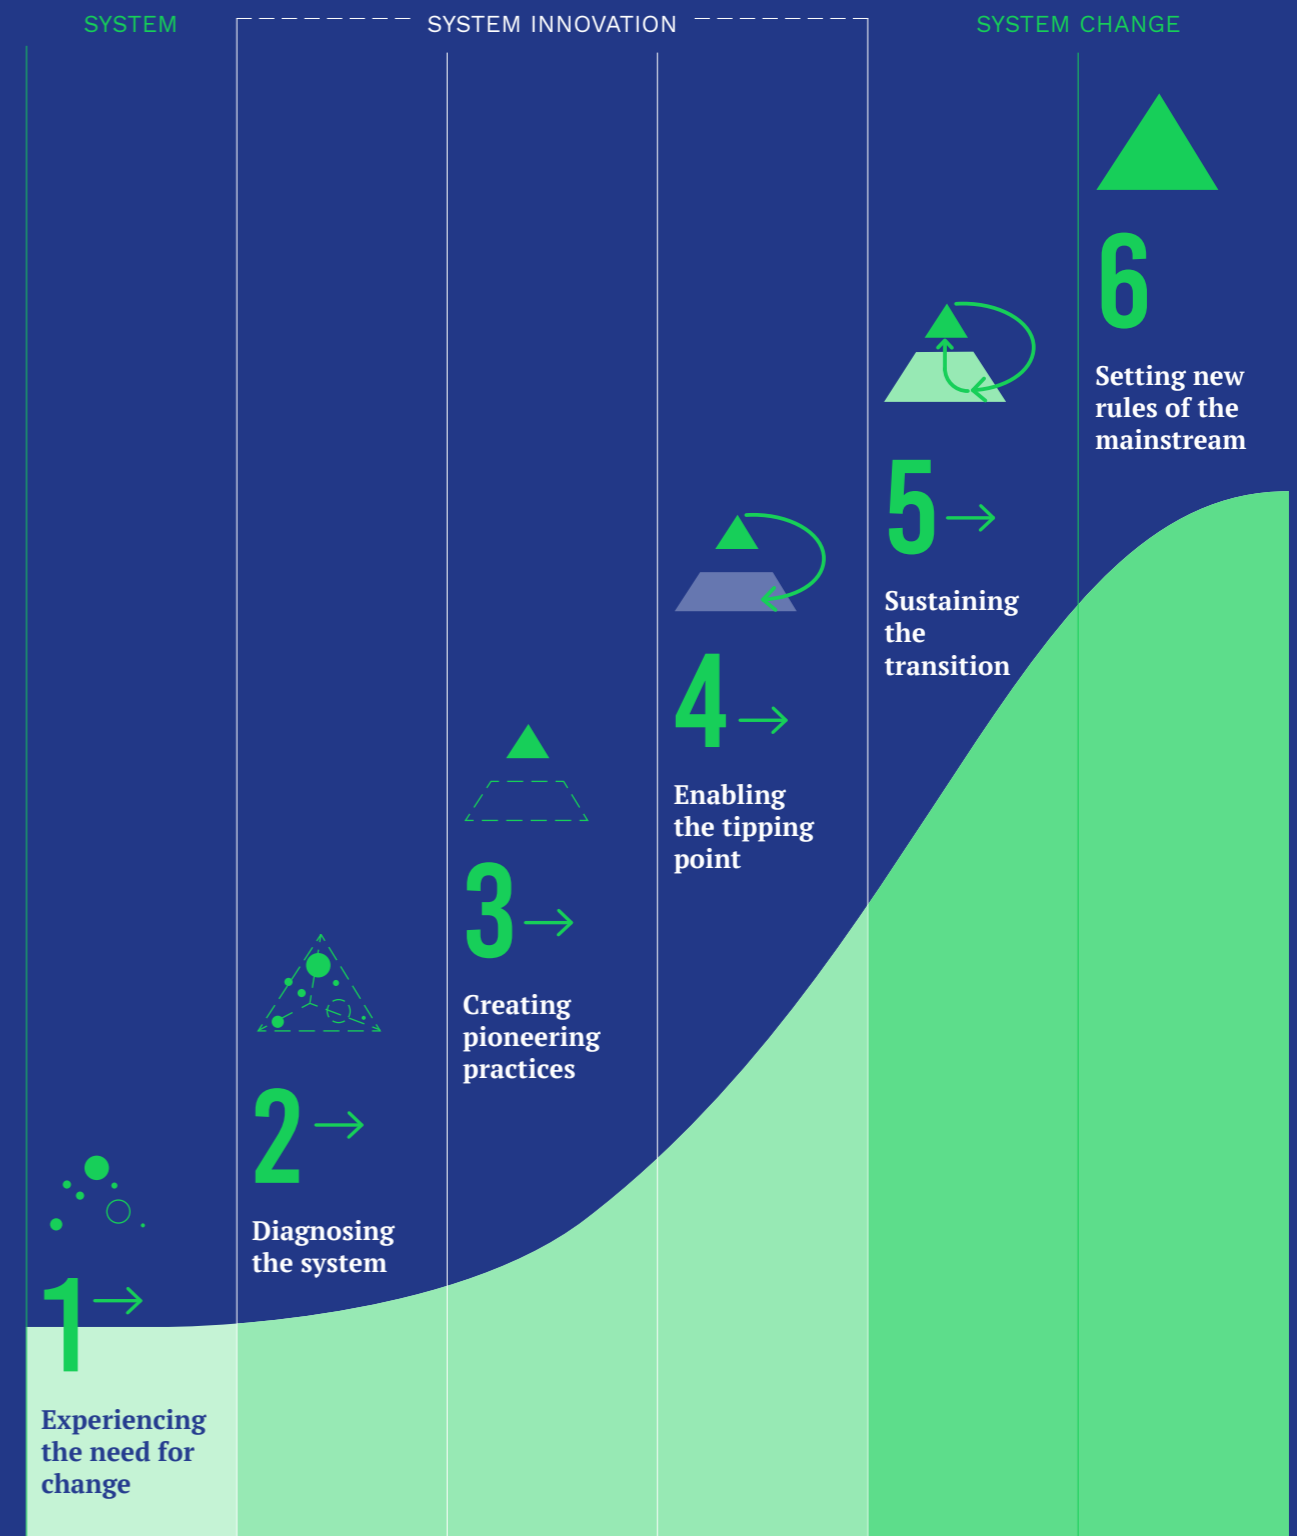 SYSTEM
SYSTEM INNOVATION
SYSTEM CHANGE
1
Experiencing
the need for
change
2
Diagnosing
the system
3
Creating
pioneering
practices
4
Enabling
the tipping
point
5
Sustaining
the
transition
6
Setting new
rules of the
mainstream